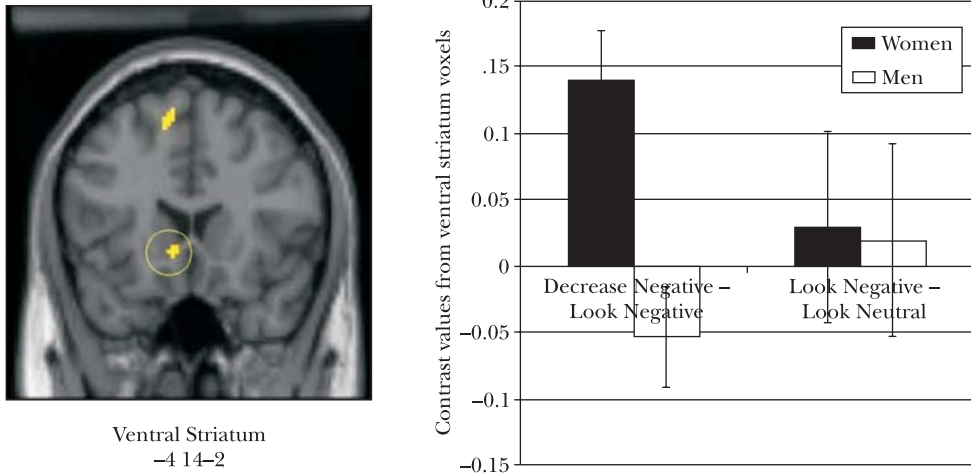 Ventral Striatum
–4 14–2
Contrast values from ventral striatum voxels
0.2
.15
0.1
0.05
0
–0.05
–0.1
–0.15
Women
Men
Decrease Negative –
Look Negative
Look Negative –
Look Neutral